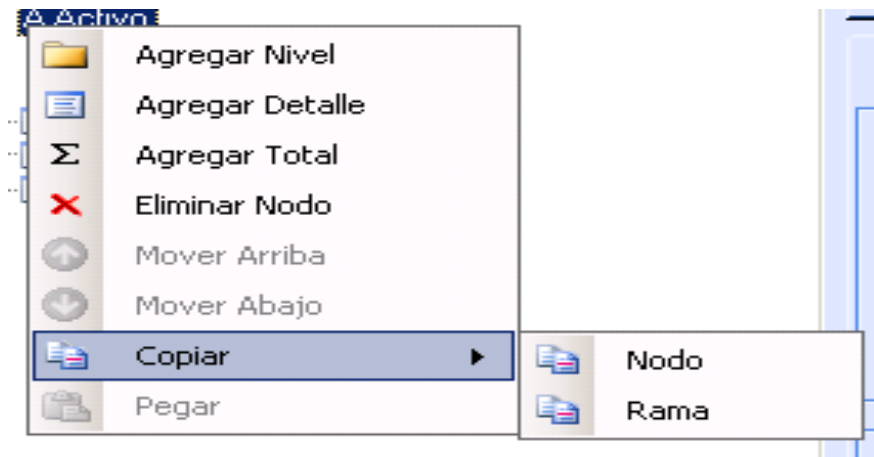 A Activo
Agregar Nivel
Agregar Detalle
Σ Agregar Total
Eliminar Nodo
Mover Arriba
Mover Abajo
Copiar
Nodo
Pegar
Rama